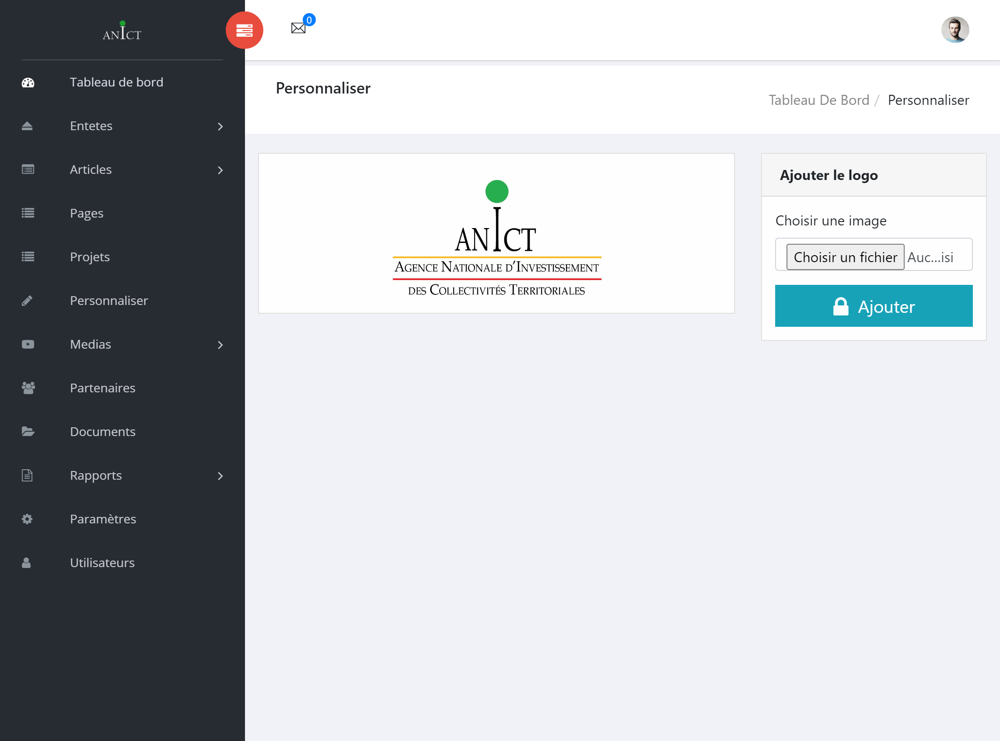 ANICT
0
Tableau de bord
Entetes
Articles
Pages
Projets
Personnaliser
Medias
Partenaires
Documents
Rapports
Paramètres
Utilisateurs
Personnaliser
Tableau De Bord / Personnaliser
ANICT
AGENCE NATIONALE D'INVESTISSEMENT
DES COLLECTIVITÉS TERRITORIALES
Ajouter le logo
Choisir une image
Choisir un fichier Auc...isi
Ajouter